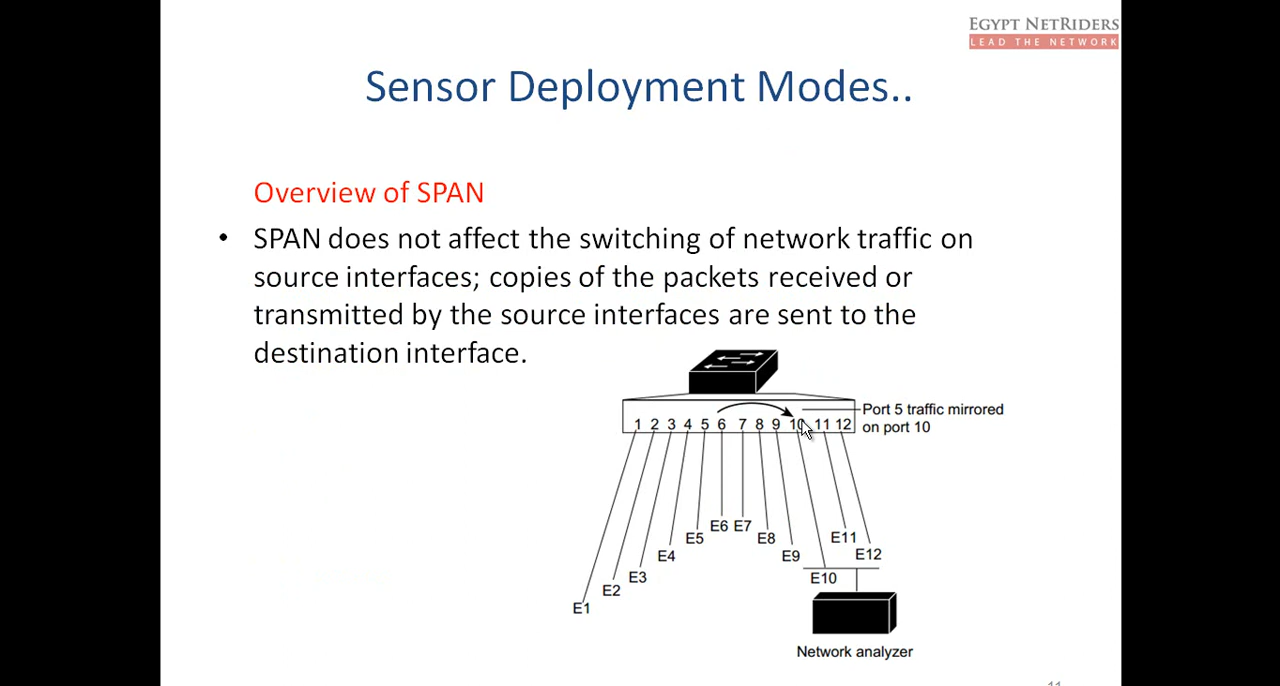 EGYPT NETRIDERS
LEAD THE NETWORK
Sensor Deployment Modes..
Overview of SPAN
• SPAN does not affect the switching of network traffic on
source interfaces; copies of the packets received or
transmitted by the source interfaces are sent to the
destination interface.
Port 5 traffic mirrored
on port 10
1 2 3 4 5 6 7 8 9 10 11 12
E6 E7
E5 E8 E11
E4 E9 E12
E3 E10
E2
E1
Network analyzer